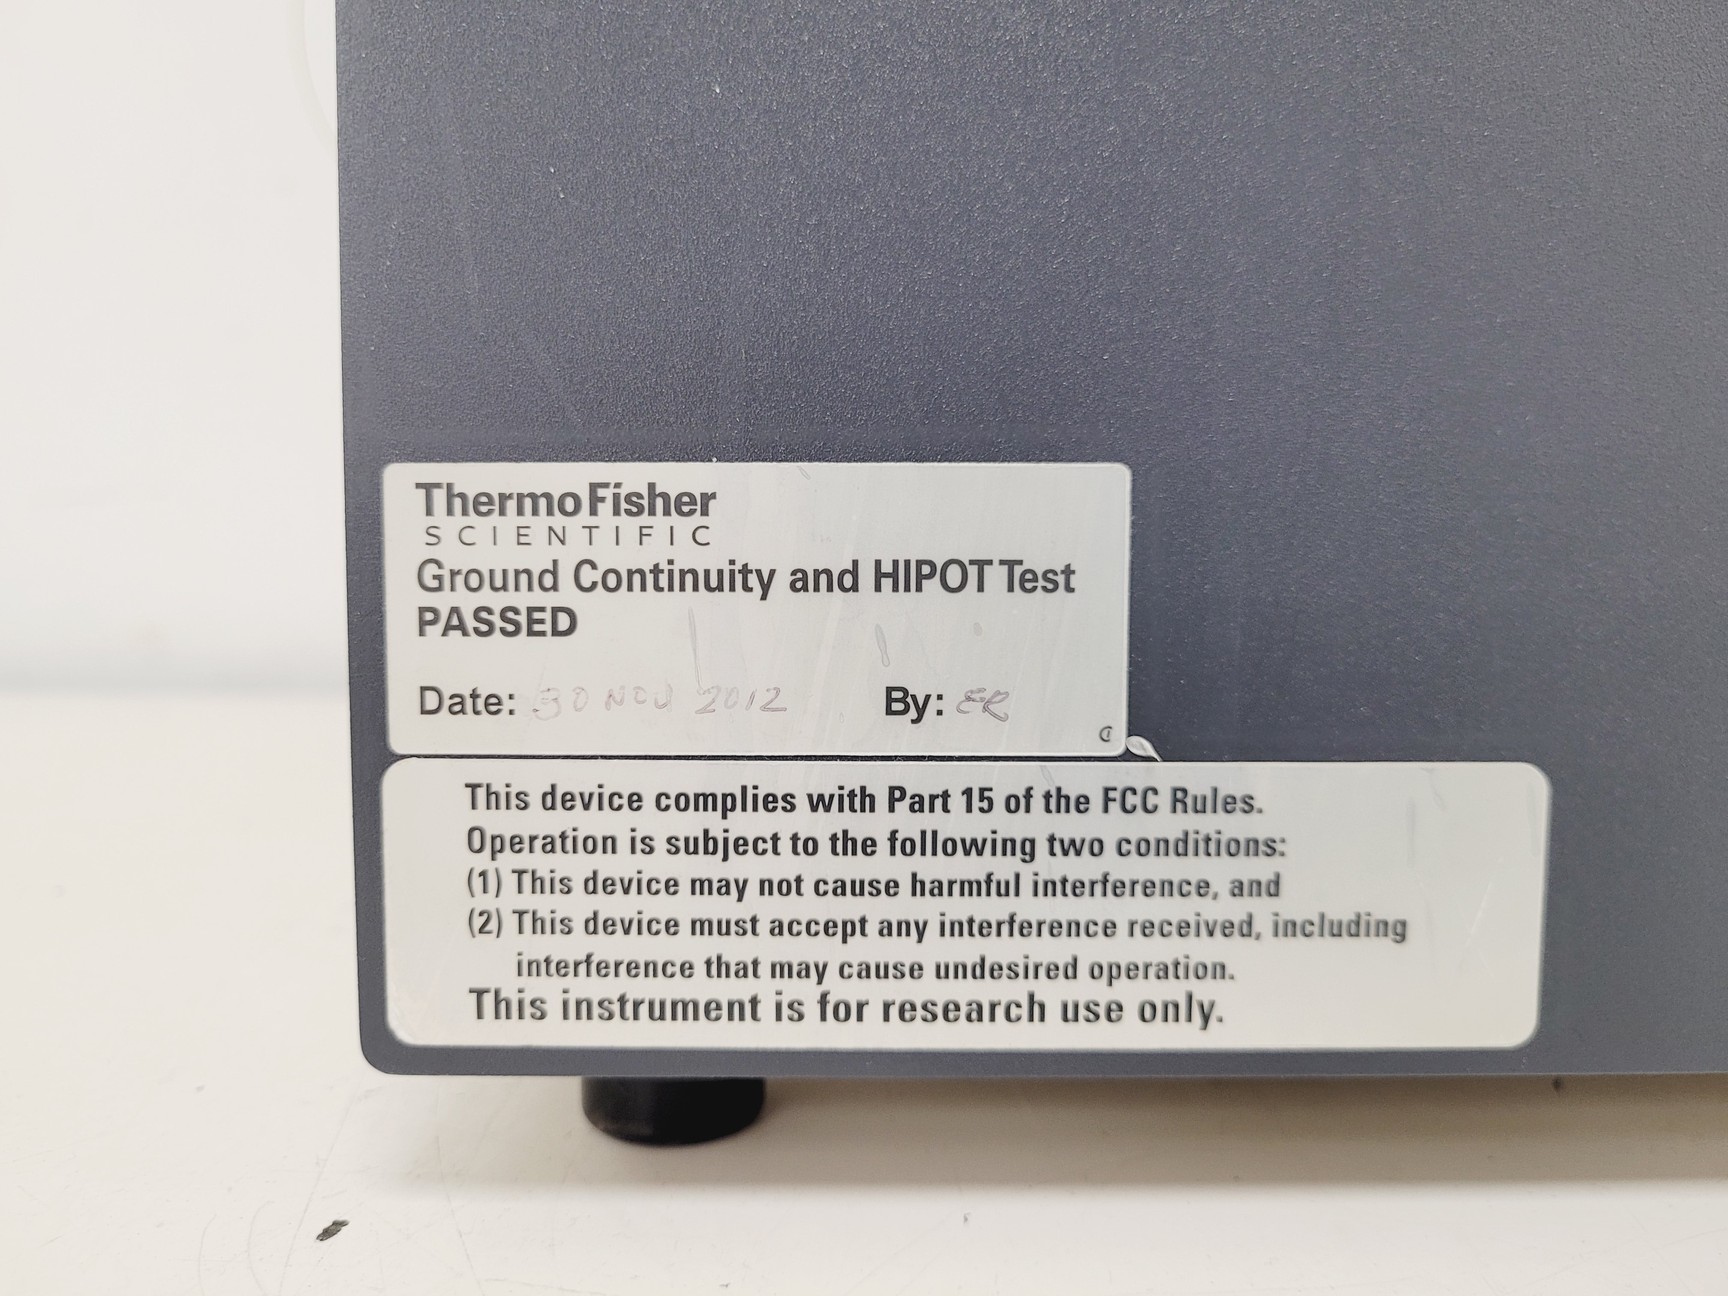 ThermoFisher
SCIENTIFIC
Ground Continuity and HIPOT Test
PASSED
Date: 30 NOV 2012 By: ER
This device complies with Part 15 of the FCC Rules.
Operation is subject to the following two conditions:
(1) This device may not cause harmful interference, and
(2) This device must accept any interference received, including
interference that may cause undesired operation.
This instrument is for research use only.